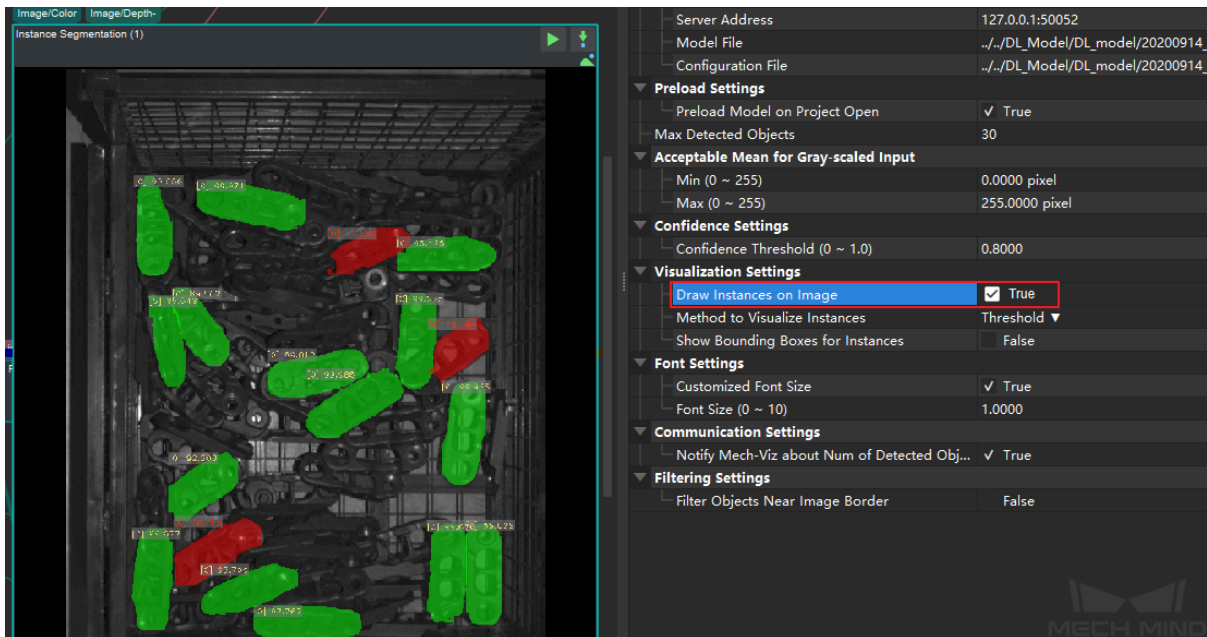 Image/Color Image/Depth-
Instance Segmentation (1)
Server Address 127.0.0.1:50052
Model File ../../DL_Model/DL_model/20200914_
Configuration File ../../DL_Model/DL_model/20200914_
Preload Settings
Preload Model on Project Open True
Max Detected Objects 30
Acceptable Mean for Gray-scaled Input
Min (0 ~ 255) 0.0000 pixel
Max (0 ~ 255) 255.0000 pixel
Confidence Settings
Confidence Threshold (0 ~ 1.0) 0.8000
Visualization Settings
Draw Instances on Image True
Method to Visualize Instances Threshold
Show Bounding Boxes for Instances False
Font Settings
Customized Font Size True
Font Size (0 ~ 10) 1.0000
Communication Settings
Notify Mech-Viz about Num of Detected Obj... True
Filtering Settings
Filter Objects Near Image Border False
MECH MIND